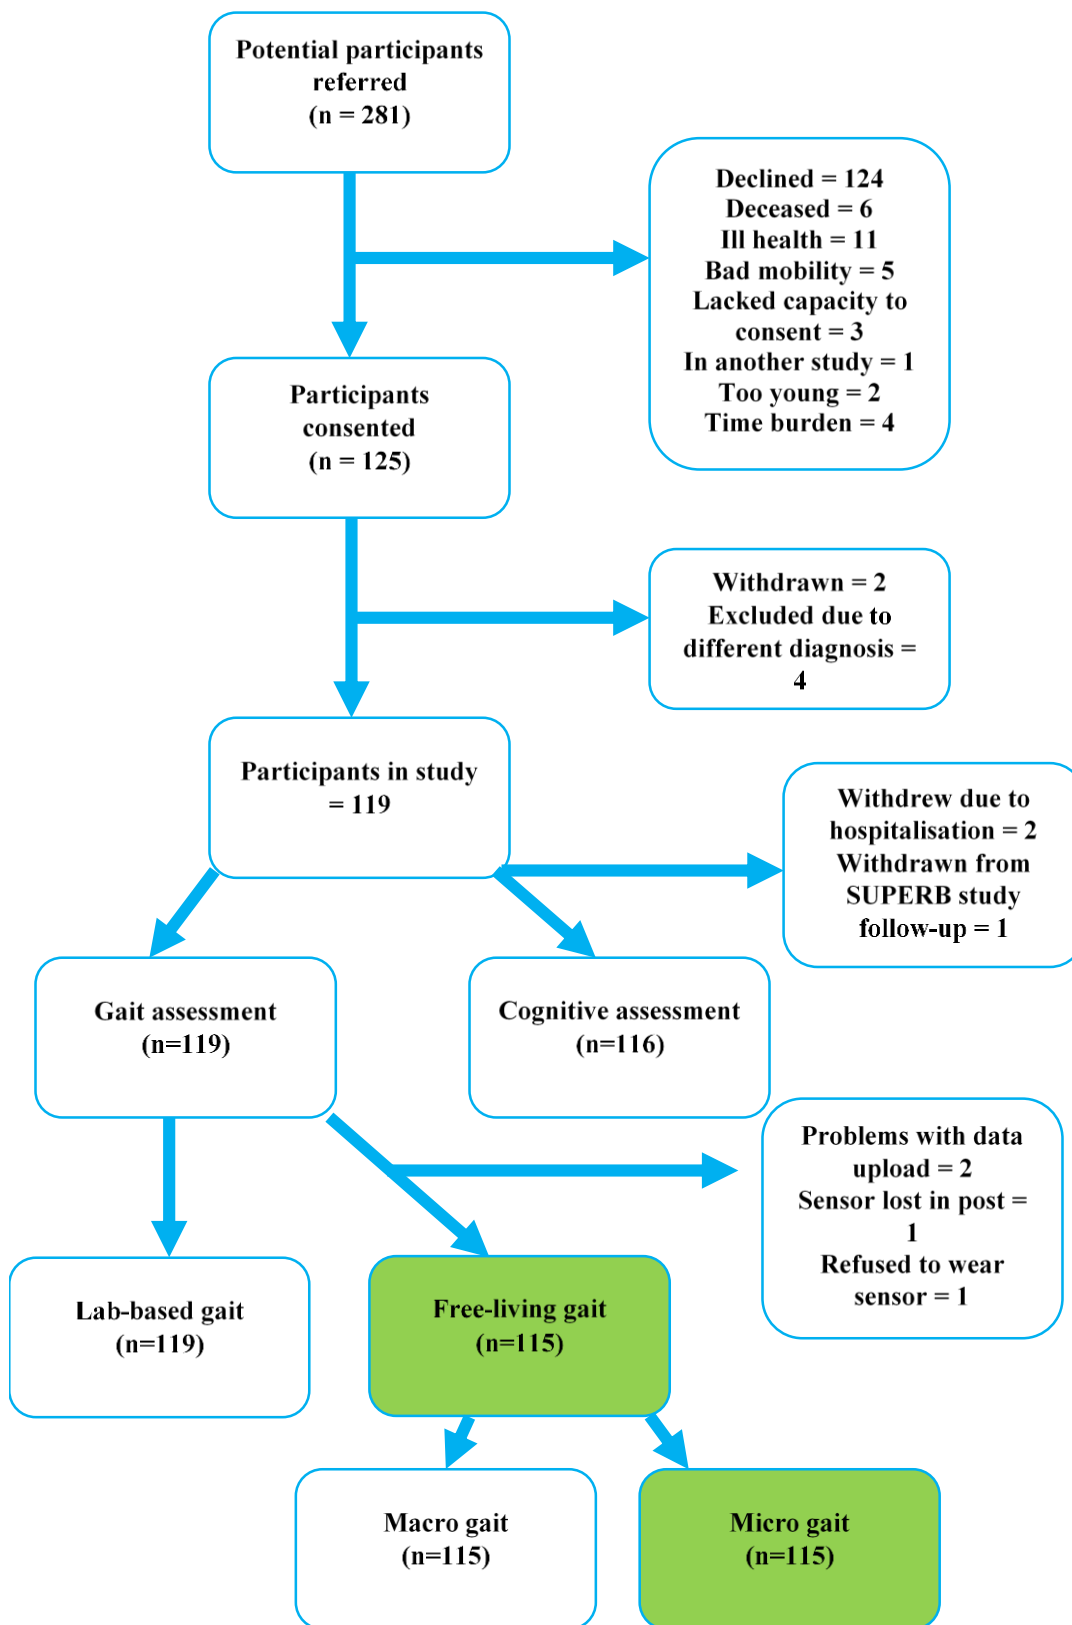 Potential participants
referred
(n = 281)
Declined = 124
Deceased = 6
Ill health = 11
Bad mobility = 5
Lacked capacity to
consent = 3
In another study = 1
Too young = 2
Time burden = 4
Participants
consented
(n = 125)
Withdrawn = 2
Excluded due to
different diagnosis =
4
Participants in study
= 119
Withdrew due to
hospitalisation = 2
Withdrawn from
SUPERB study
follow-up = 1
Gait assessment
(n=119)
Cognitive assessment
(n=116)
Problems with data
upload = 2
Sensor lost in post =
1
Refused to wear
sensor = 1
Lab-based gait
(n=119)
Free-living gait
(n=115)
Macro gait
(n=115)
Micro gait
(n=115)